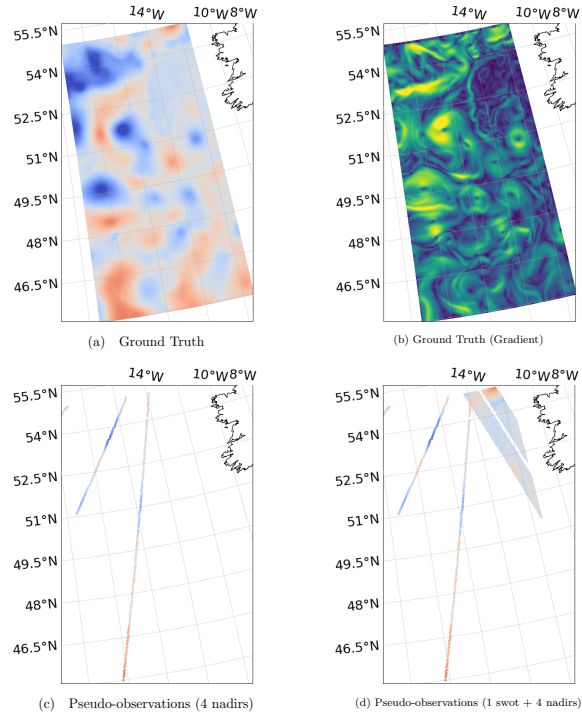 14°W 10°W8°W
55.5°N
54°N
52.5°N
51°N
49.5°N
48°N
46.5°N
(a) Ground Truth
14°W 10°W8°W
55.5°N
54°N
52.5°N
51°N
49.5°N
48°N
46.5°N
(b) Ground Truth (Gradient)
14°W 10°W8°W
55.5°N
54°N
52.5°N
51°N
49.5°N
48°N
46.5°N
(c) Pseudo-observations (4 nadirs)
14°W 10°W8°W
55.5°N
54°N
52.5°N
51°N
49.5°N
48°N
46.5°N
(d) Pseudo-observations (1 swot + 4 nadirs)